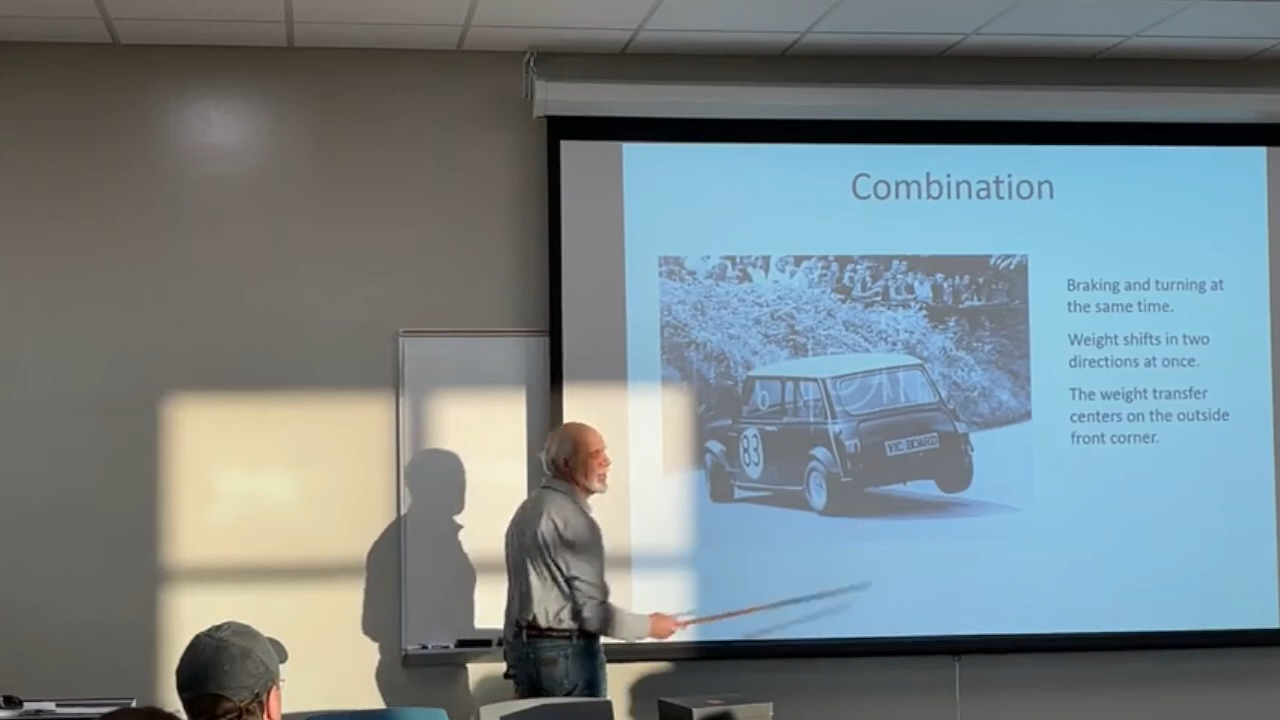 Combination
Braking and turning at
the same time.
Weight shifts in two
directions at once.
The weight transfer
centers on the outside
front corner.
83
VIC BOARD